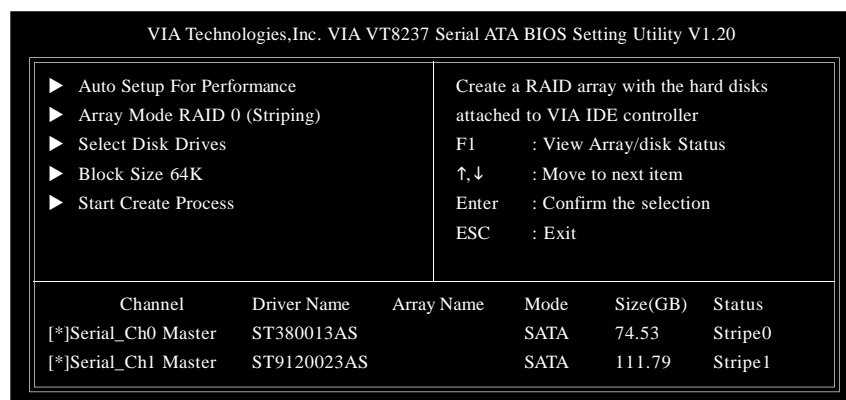 VIA Technologies,Inc. VIA VT8237 Serial ATA BIOS Setting Utility V1.20
▶ Auto Setup For Performance
▶ Array Mode RAID 0 (Striping)
▶ Select Disk Drives
▶ Block Size 64K
▶ Start Create Process
Create a RAID array with the hard disks
attached to VIA IDE controller
F1 : View Array/disk Status
↑,↓ : Move to next item
Enter : Confirm the selection
ESC : Exit
Channel Driver Name Array Name Mode Size(GB) Status
[*]Serial_Ch0 Master ST380013AS SATA 74.53 Stripe0
[*]Serial_Ch1 Master ST9120023AS SATA 111.79 Stripe1